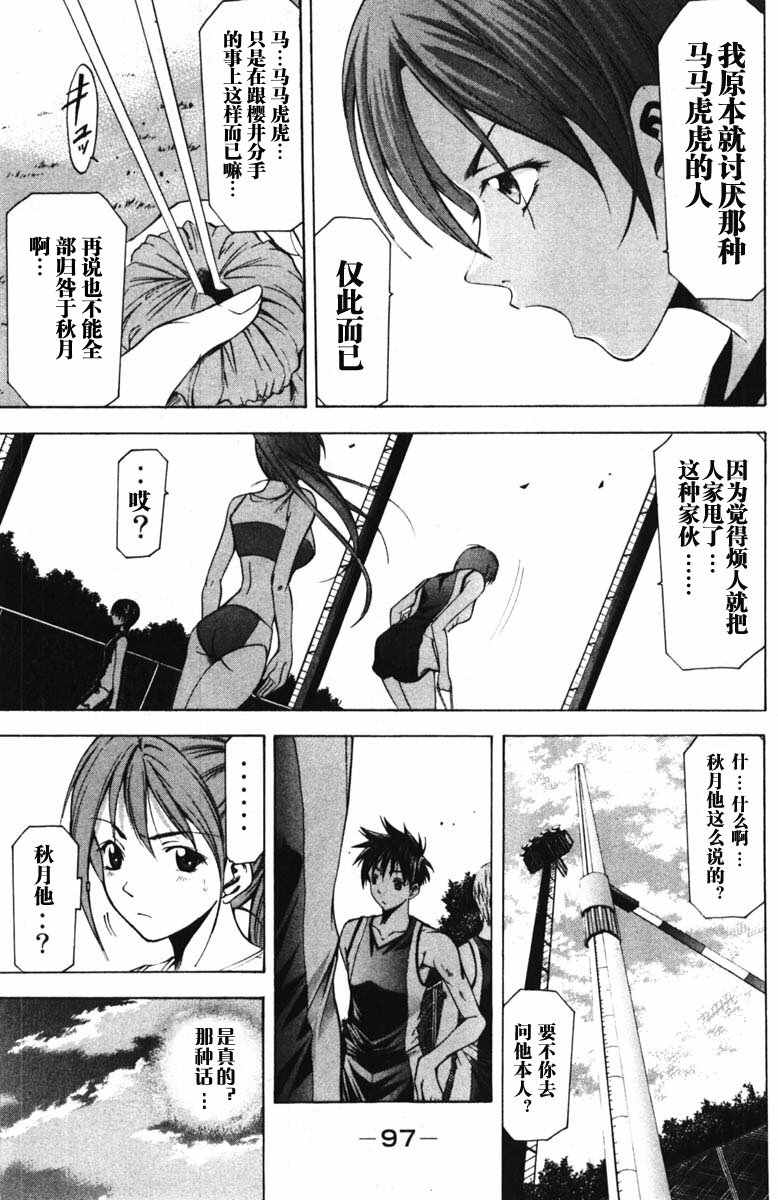 我原本就讨厌那种
马马虎虎的人
仅此而已
马…马马虎虎…
只是在跟樱井分手
的事上这样而已嘛…
ギュッ
再说也不能全
部归咎于秋月
啊…
因为觉得烦人就把
人家甩了…
这种家伙……
‥哎？
什…什么啊…
秋月他这么说的？
要不你去
问他本人？
……
秋月他‥？
是真的？
那种话…
—97—